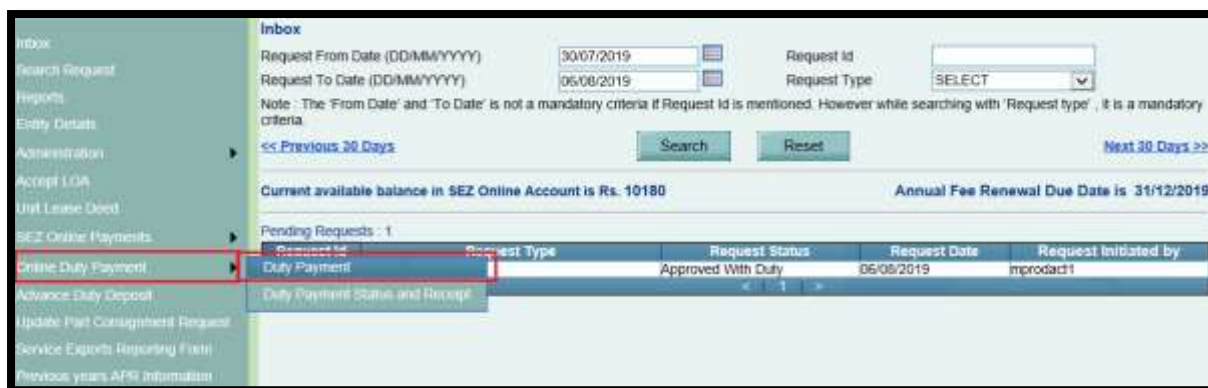 Inbox
Search Request
Reports
Entity Details
Administration
Accept LOA
Unit Lease Deed
SEZ Online Payments
Online Duty Payment
Advance Duty Deposit
Update Part Consignment Request
Service Exports Reporting Form
Previous years APR Information
Inbox
Request From Date (DD/MM/YYYY) 30/07/2019 Request Id
Request To Date (DD/MM/YYYY) 06/08/2019 Request Type SELECT
Note : The 'From Date' and 'To Date' is not a mandatory criteria if Request Id is mentioned. However while searching with 'Request type' , it is a mandatory
criteria.
<< Previous 30 Days Search Reset Next 30 Days >>
Current available balance in SEZ Online Account is Rs. 10180 Annual Fee Renewal Due Date is 31/12/2019
Pending Requests : 1
Request Id Request Type Request Status Request Date Request Initiated by
Duty Payment Approved With Duty 06/08/2019 mprodact1
< 1 >
Duty Payment Status and Receipt